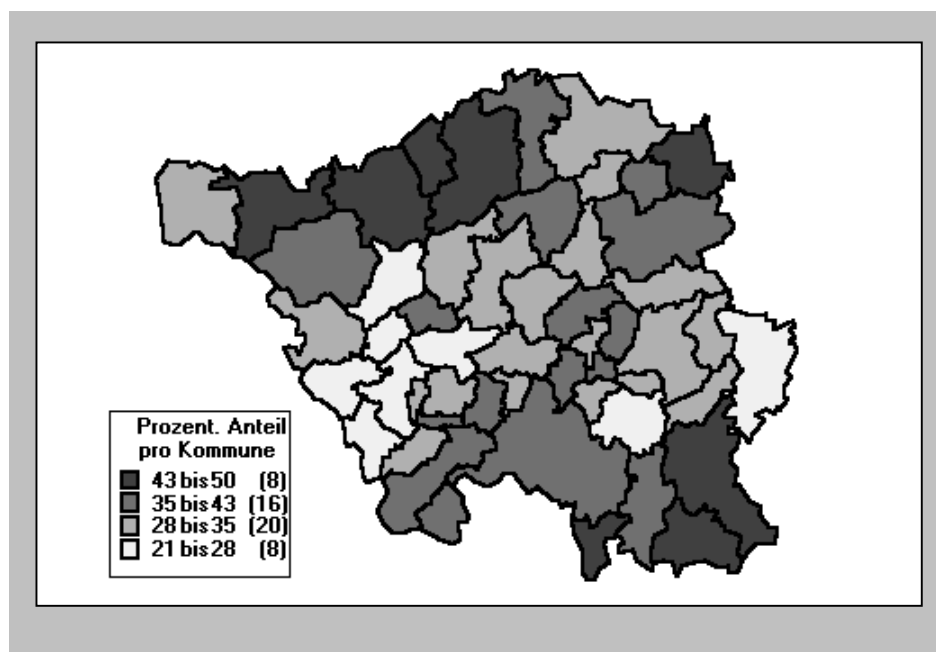 Prozent. Anteil
pro Kommune
43 bis 50 (8)
35 bis 43 (16)
28 bis 35 (20)
21 bis 28 (8)